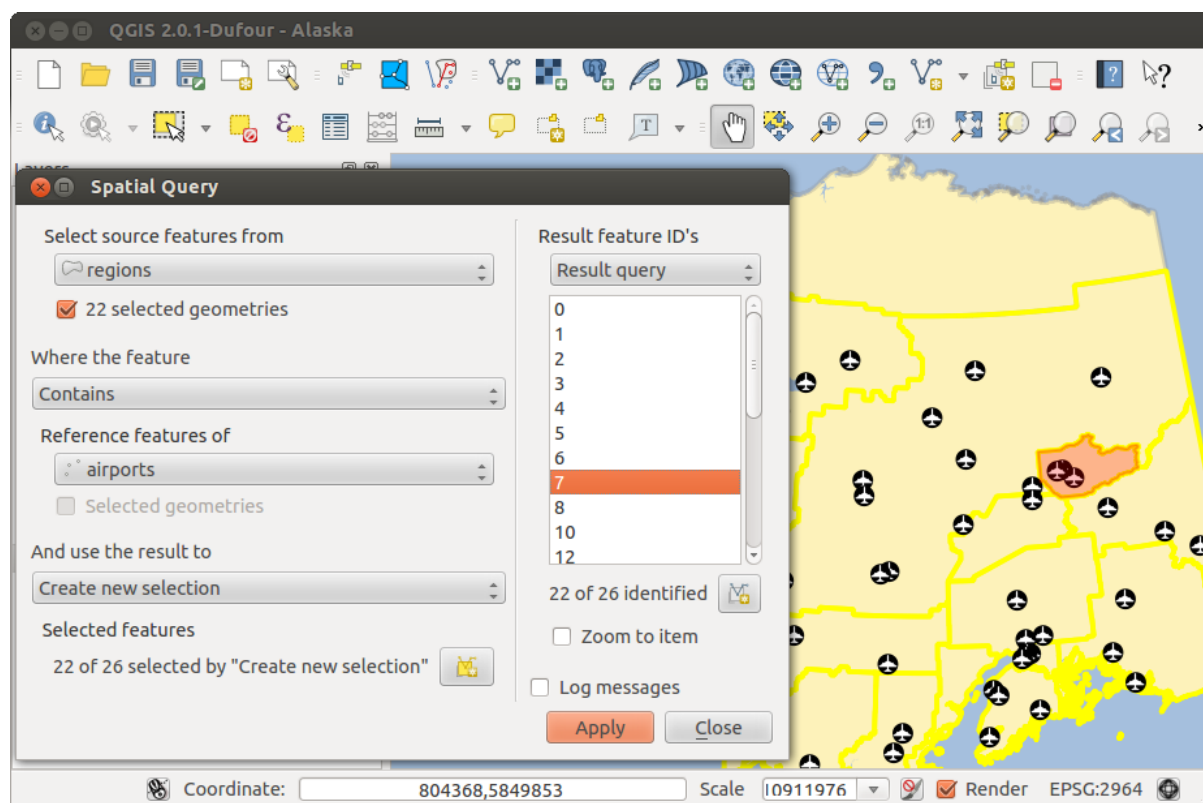 QGIS 2.0.1-Dufour - Alaska
1:1
T
Layers
Spatial Query
Select source features from
regions
22 selected geometries
Where the feature
Contains
Reference features of
airports
Selected geometries
And use the result to
Create new selection
Selected features
22 of 26 selected by "Create new selection"
Result feature ID's
Result query
0
1
2
3
4
5
6
7
8
10
12
22 of 26 identified
Zoom to item
Log messages
Apply
Close
Coordinate:
804368,5849853
Scale
10911976
Render
EPSG:2964